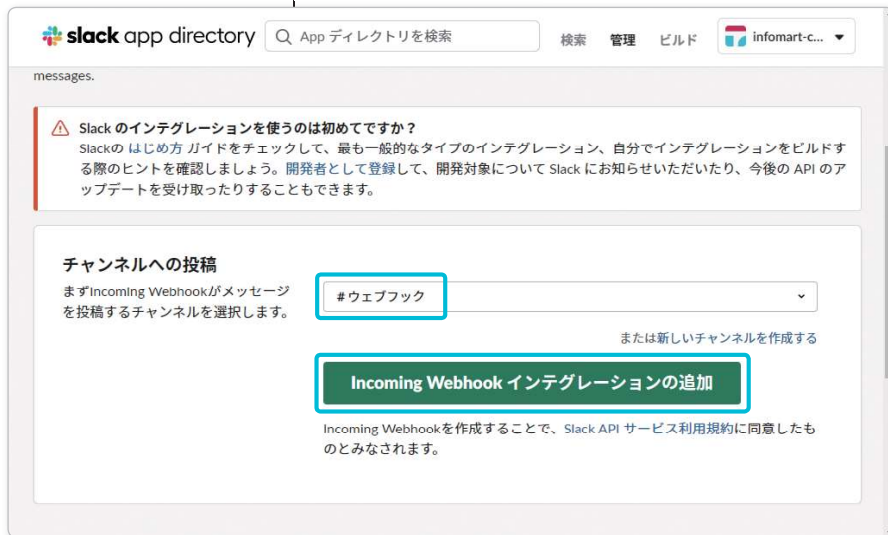 slack app directory
App ディレクトリを検索
検索
管理
ビルド
infomart-c...
messages.
Slack のインテグレーションを使うのは初めてですか？
Slackの はじめ方 ガイドをチェックして、最も一般的なタイプのインテグレーション、自分でインテグレーションをビルドす
る際のヒントを確認しましょう。開発者として登録して、開発対象について Slack にお知らせいただいたり、今後の API のア
ップデートを受け取ったりすることもできます。
チャンネルへの投稿
まずIncoming Webhookがメッセージ
を投稿するチャンネルを選択します。
#ウェブフック
または新しいチャンネルを作成する
Incoming Webhook インテグレーションの追加
Incoming Webhookを作成することで、Slack API サービス利用規約に同意したも
のとみなされます。